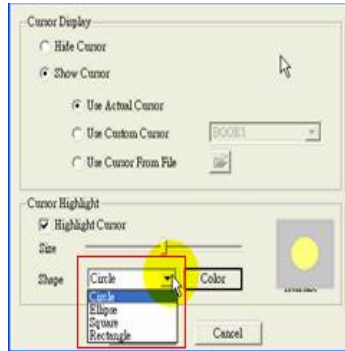 Cursor Display
Hide Cursor
Show Cursor
Use Actual Cursor
Use Custom Cursor BOOK1
Use Cursor From File
Cursor Highlight
Highlight Cursor
Size
Shape Circle Color
Circle
Ellipse
Square
Rectangle
Cancel